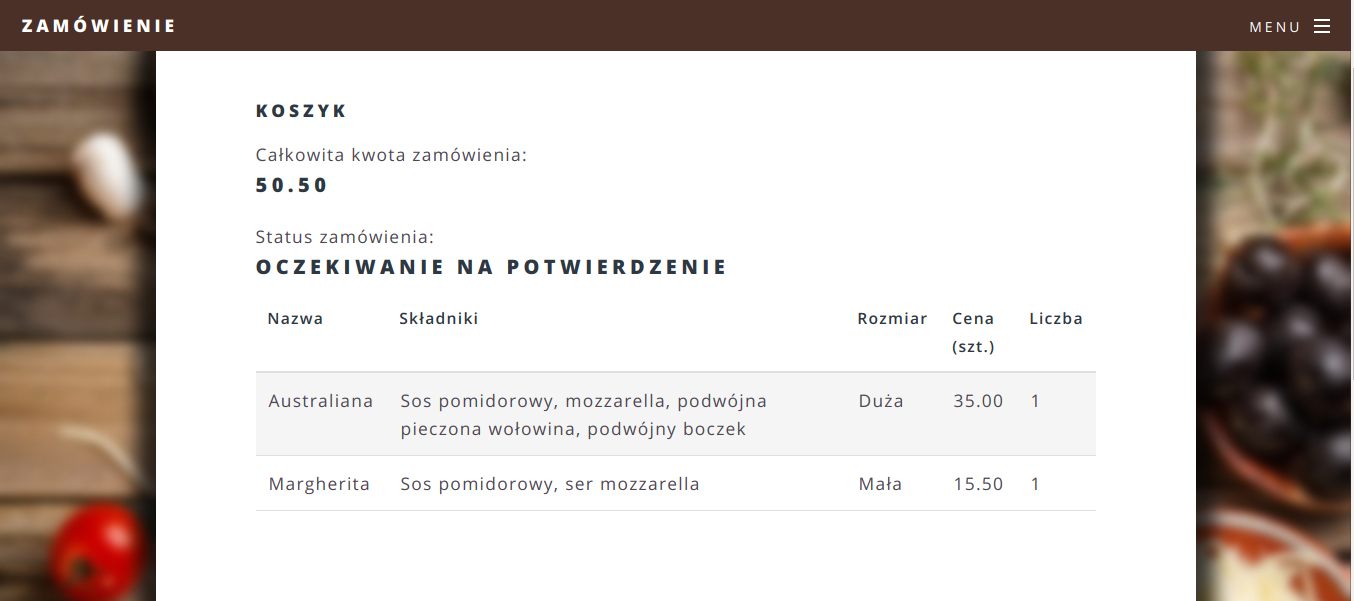 ZAMÓWIENIE
MENU
KOSZYK
Całkowita kwota zamówienia:
50.50
Status zamówienia:
OCZEKIWANIE NA POTWIERDZENIE
Nazwa Składniki Rozmiar Cena (szt.) Liczba
Australiana Sos pomidorowy, mozzarella, podwójna
pieczona wołowina, podwójny boczek Duża 35.00 1
Margherita Sos pomidorowy, ser mozzarella Mała 15.50 1